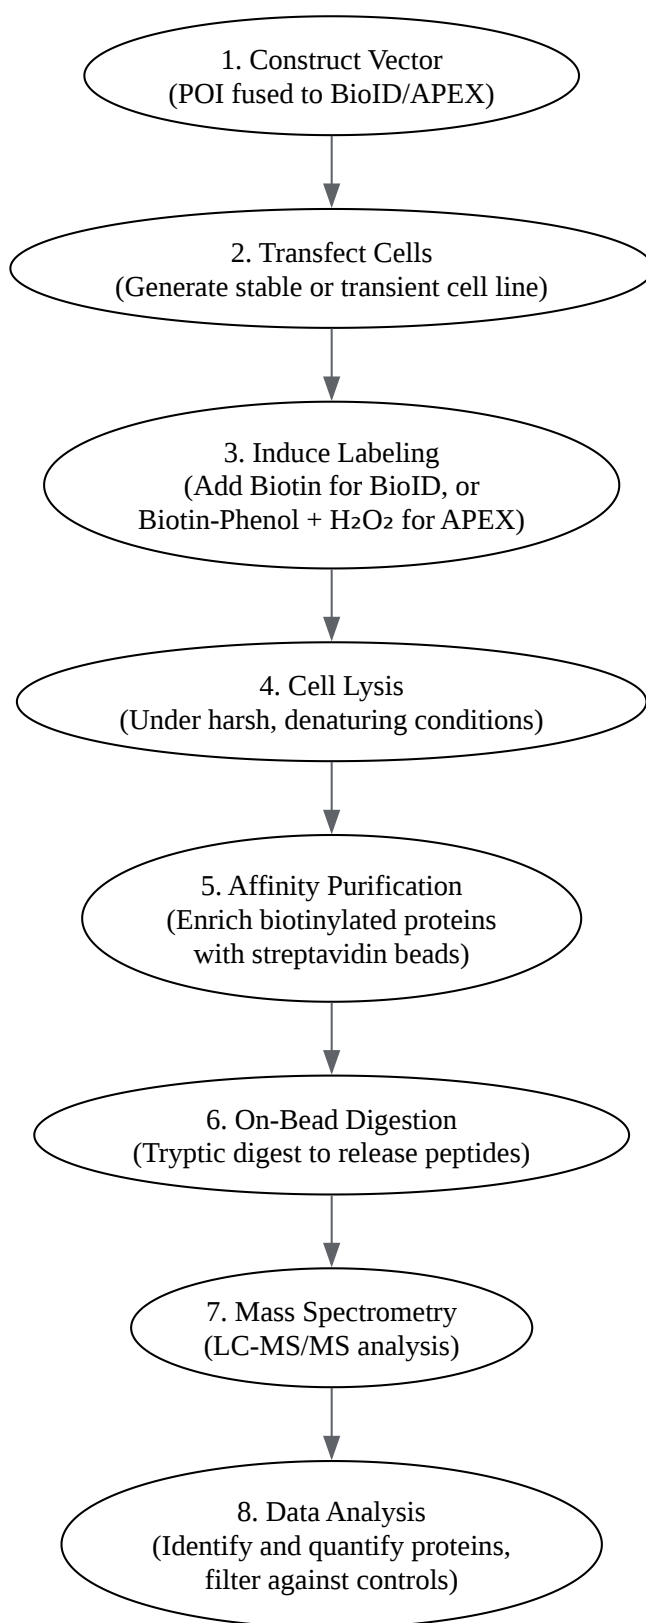 1. Construct Vector
(POI fused to BioID/APEX)
2. Transfect Cells
(Generate stable or transient cell line)
3. Induce Labeling
(Add Biotin for BioID, or
Biotin-Phenol + H₂O₂ for APEX)
4. Cell Lysis
(Under harsh, denaturing conditions)
5. Affinity Purification
(Enrich biotinylated proteins
with streptavidin beads)
6. On-Bead Digestion
(Tryptic digest to release peptides)
7. Mass Spectrometry
(LC-MS/MS analysis)
8. Data Analysis
(Identify and quantify proteins,
filter against controls)